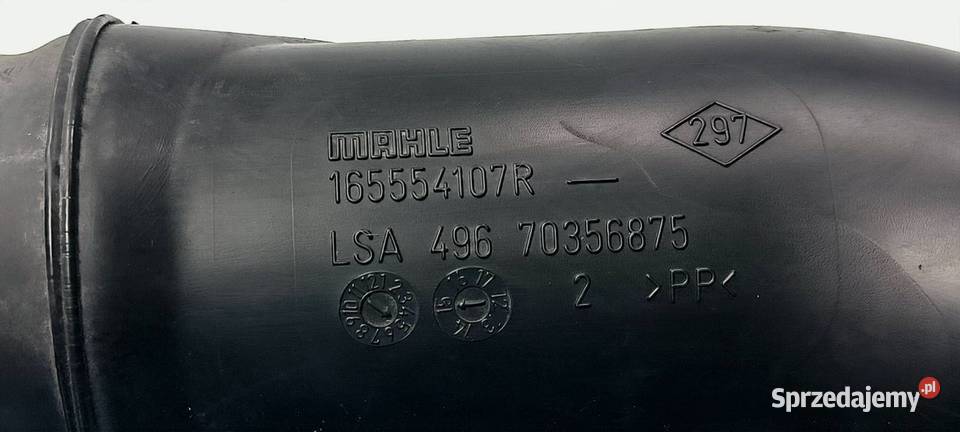 MAHLE
297
165554107R —
LSA 496 70356875
2 >PP<
Sprzedajemy.pl